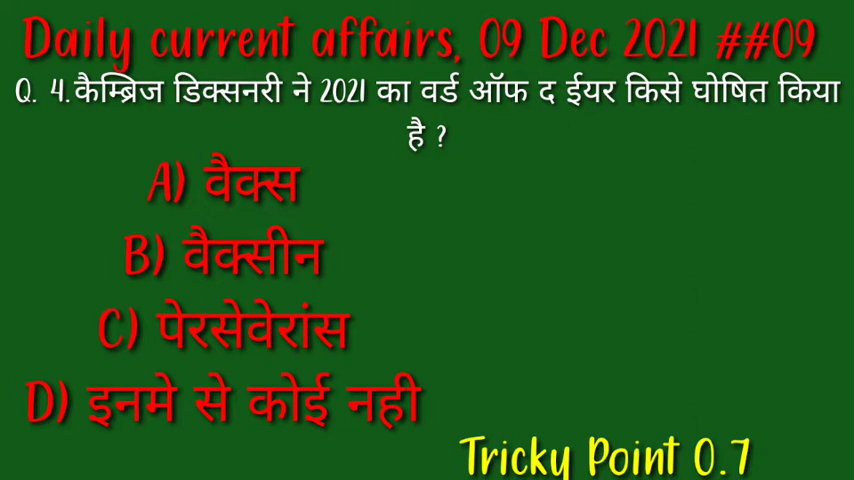 Daily current affairs, 09 Dec 2021 ##09
Q. 4.कैम्ब्रिज डिक्सनरी ने 2021 का वर्ड ऑफ द ईयर किसे घोषित किया
है ?
A) वैक्स
B) वैक्सीन
C) पेरसेवेरांस
D) इनमे से कोई नही
Tricky Point 0.7